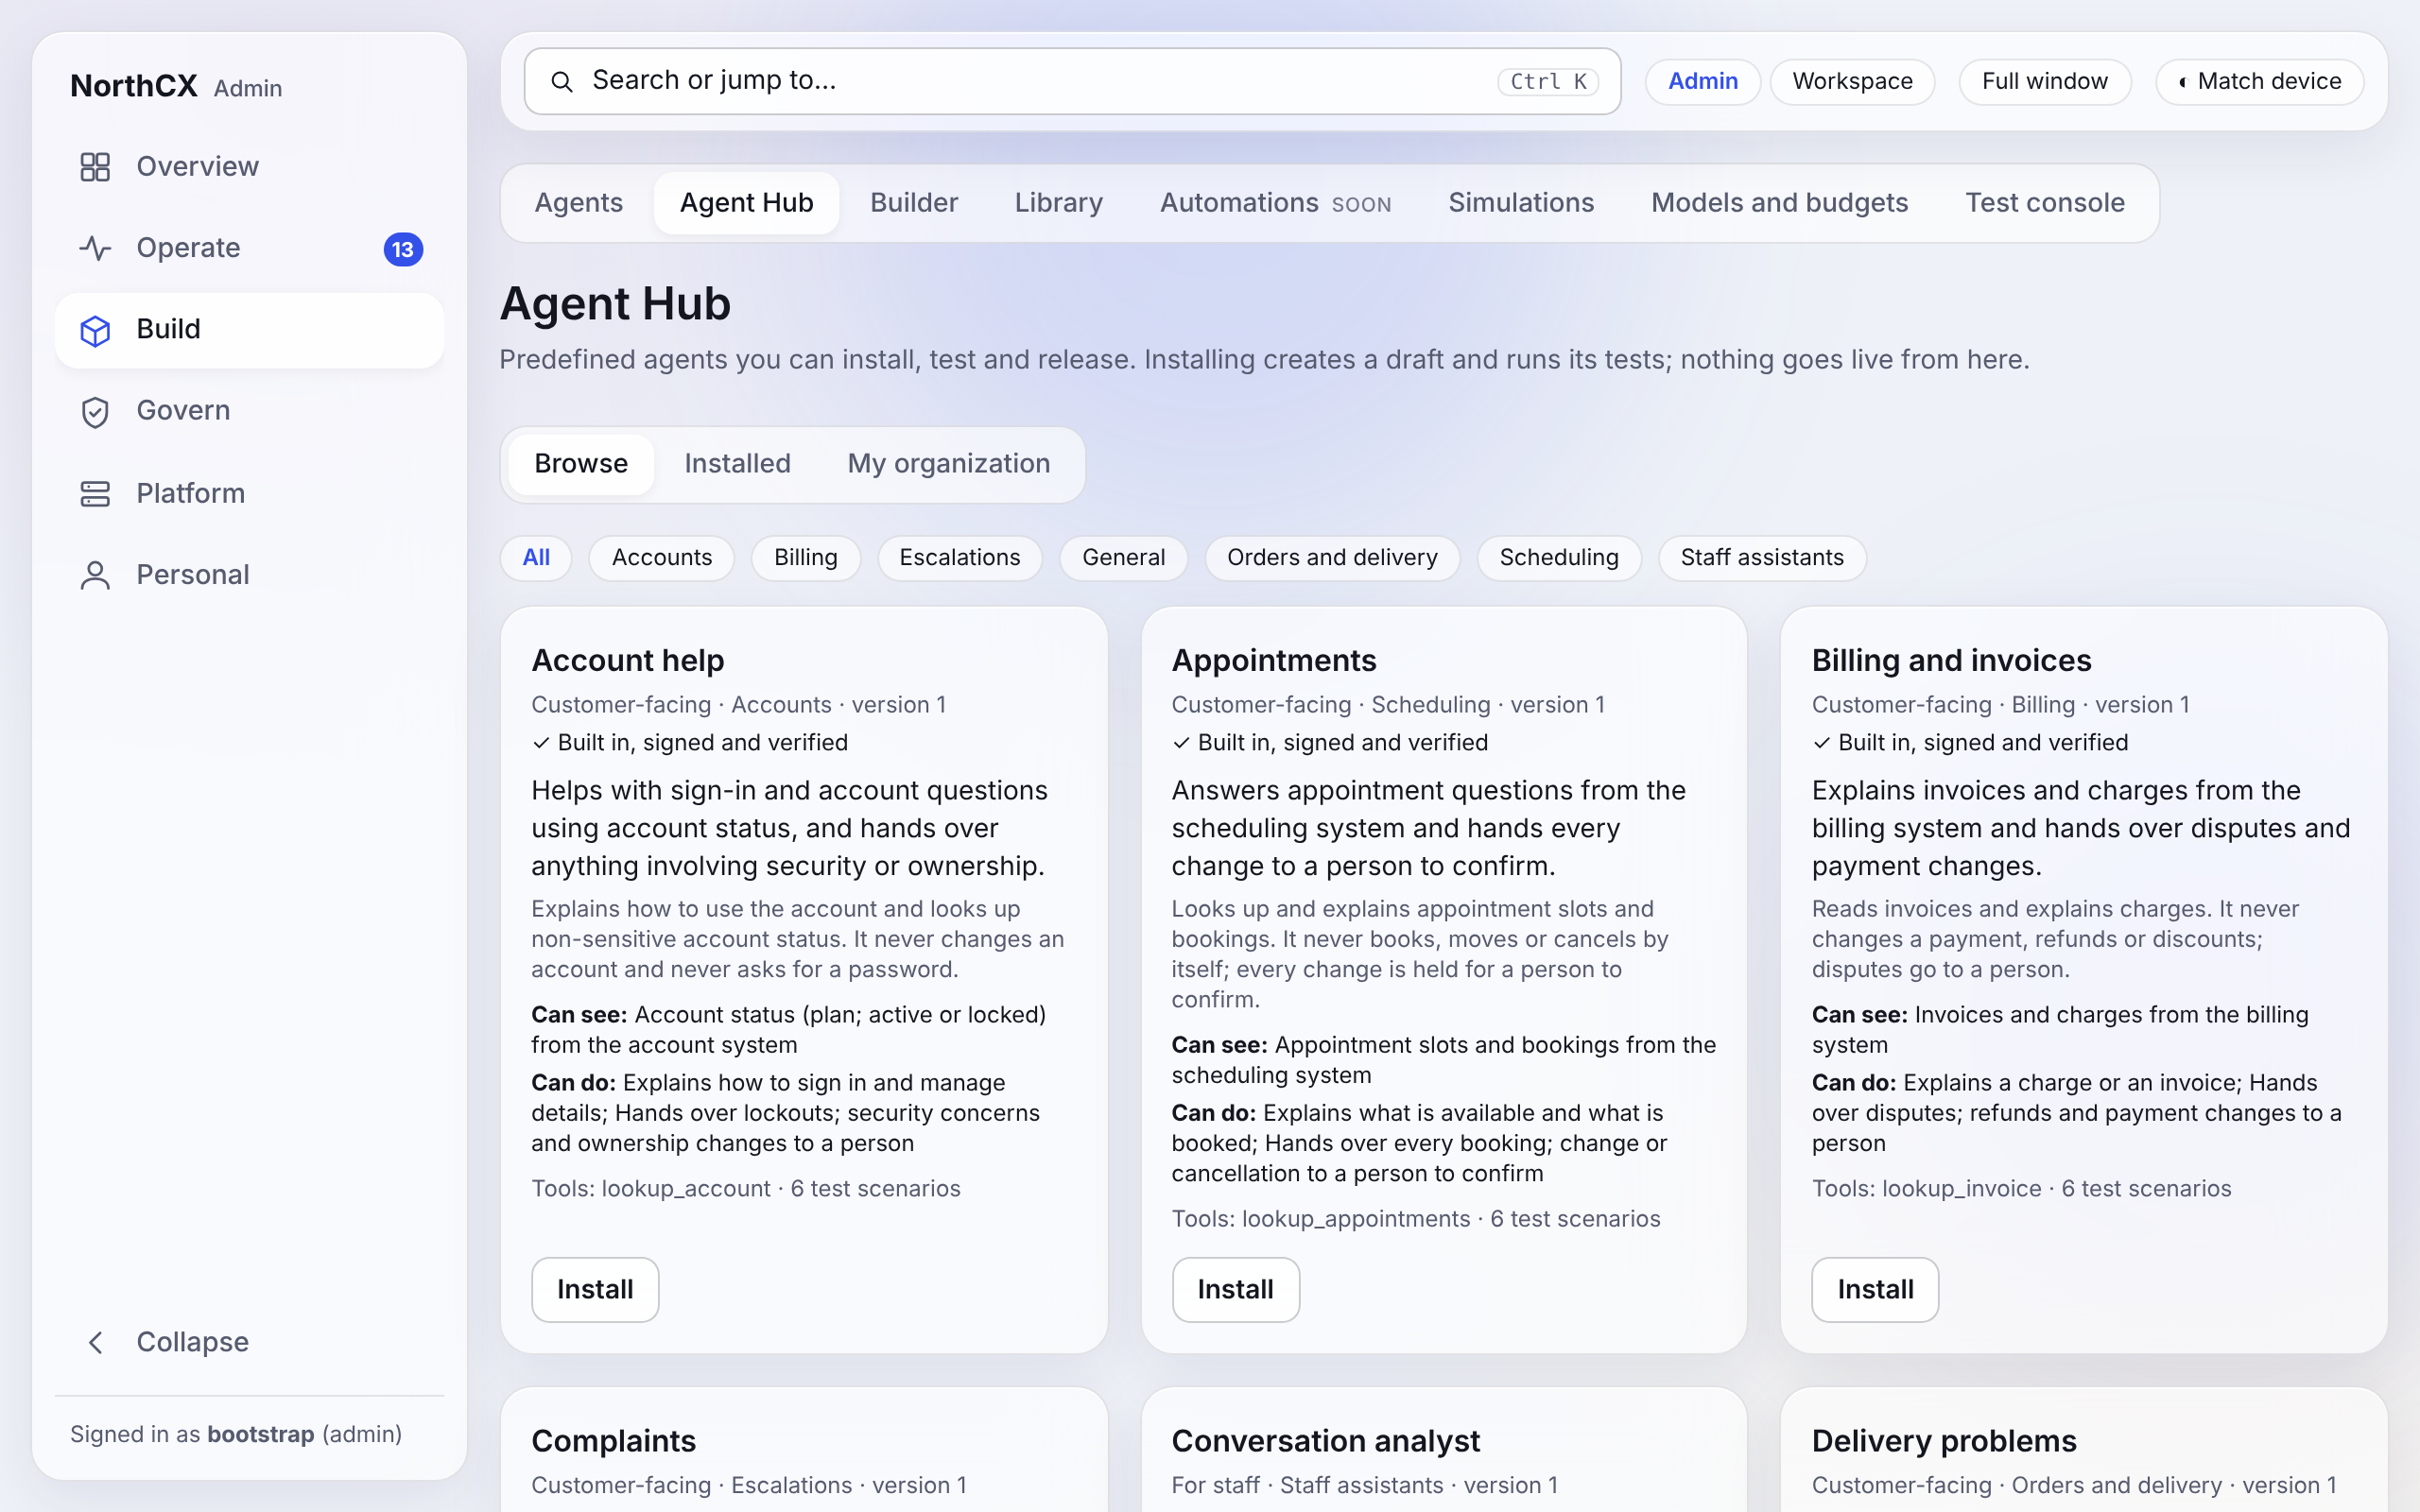 NorthCX Admin
Overview
Operate 13
Build
Govern
Platform
Personal
Collapse
Signed in as bootstrap (admin)
Search or jump to... Ctrl K
Admin Workspace Full window Match device
Agents Agent Hub Builder Library Automations SOON Simulations Models and budgets Test console
Agent Hub
Predefined agents you can install, test and release. Installing creates a draft and runs its tests; nothing goes live from here.
Browse Installed My organization
All Accounts Billing Escalations General Orders and delivery Scheduling Staff assistants
Account help
Customer-facing · Accounts · version 1
✓ Built in, signed and verified
Helps with sign-in and account questions
using account status, and hands over
anything involving security or ownership.
Explains how to use the account and looks up
non-sensitive account status. It never changes an
account and never asks for a password.
Can see: Account status (plan; active or locked)
from the account system
Can do: Explains how to sign in and manage
details; Hands over lockouts; security concerns
and ownership changes to a person
Tools: lookup_account · 6 test scenarios
Install
Appointments
Customer-facing · Scheduling · version 1
✓ Built in, signed and verified
Answers appointment questions from the
scheduling system and hands every
change to a person to confirm.
Looks up and explains appointment slots and
bookings. It never books, moves or cancels by
itself; every change is held for a person to
confirm.
Can see: Appointment slots and bookings from the
scheduling system
Can do: Explains what is available and what is
booked; Hands over every booking; change or
cancellation to a person to confirm
Tools: lookup_appointments · 6 test scenarios
Install
Billing and invoices
Customer-facing · Billing · version 1
✓ Built in, signed and verified
Explains invoices and charges from the
billing system and hands over disputes and
payment changes.
Reads invoices and explains charges. It never
changes a payment, refunds or discounts;
disputes go to a person.
Can see: Invoices and charges from the billing
system
Can do: Explains a charge or an invoice; Hands
over disputes; refunds and payment changes to a
person
Tools: lookup_invoice · 6 test scenarios
Install
Complaints
Customer-facing · Escalations · version 1
Conversation analyst
For staff · Staff assistants · version 1
Delivery problems
Customer-facing · Orders and delivery · version 1